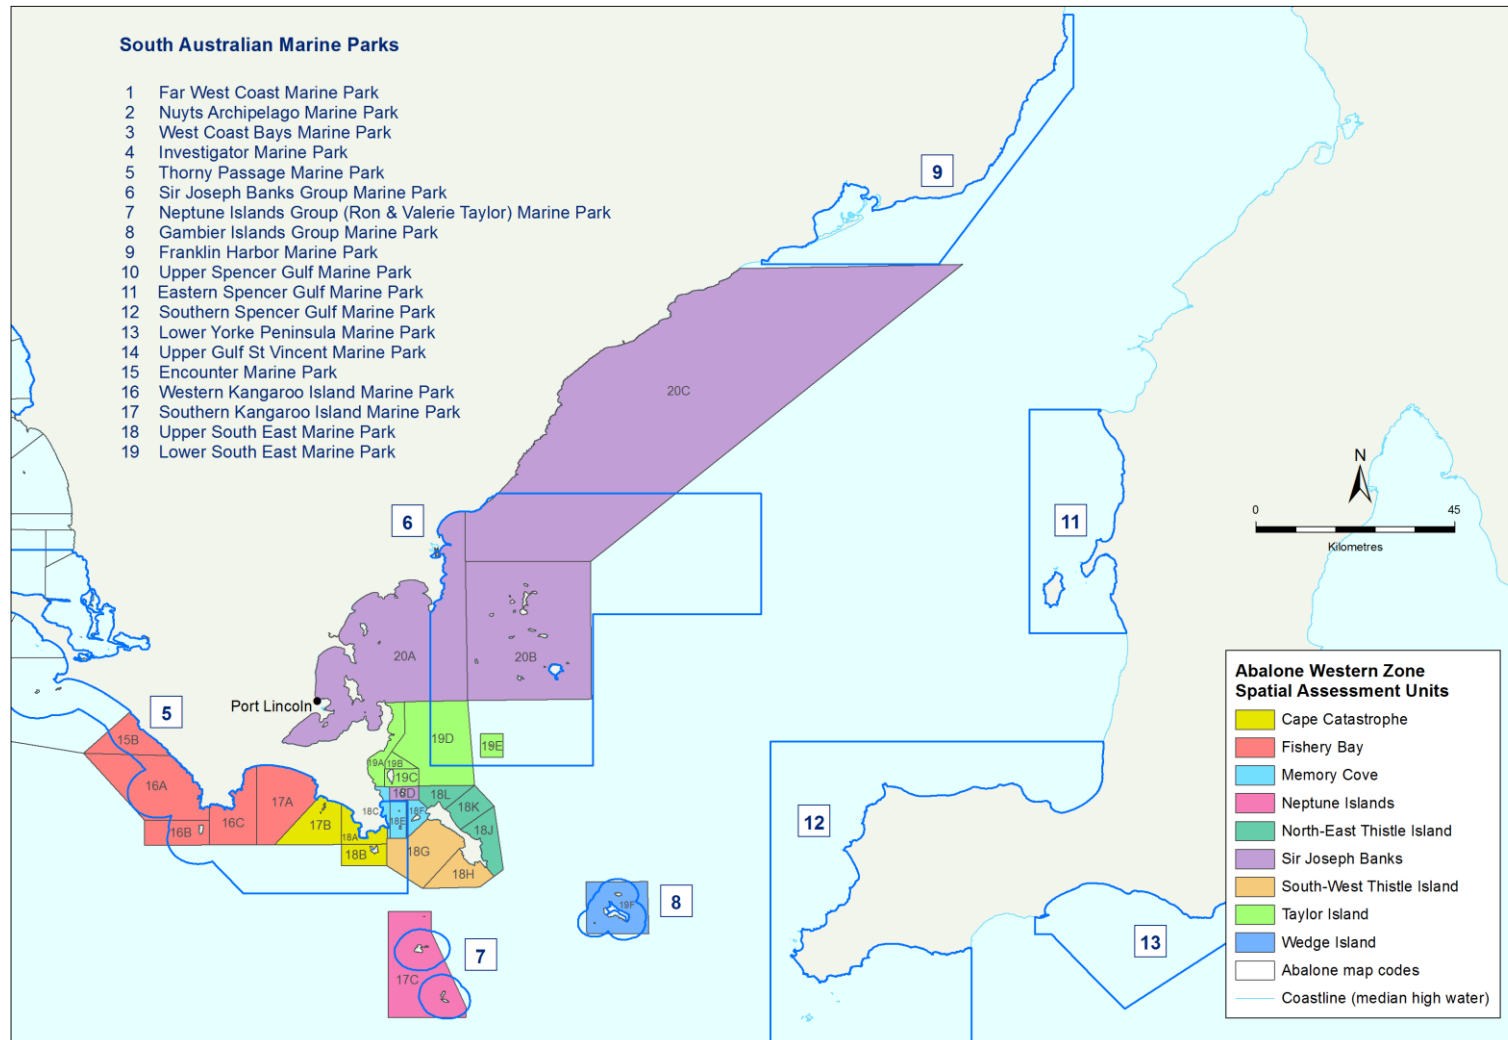 South Australian Marine Parks
1 Far West Coast Marine Park
2 Nuyts Archipelago Marine Park
3 West Coast Bays Marine Park
4 Investigator Marine Park
5 Thorny Passage Marine Park
6 Sir Joseph Banks Group Marine Park
7 Neptune Islands Group (Ron & Valerie Taylor) Marine Park
8 Gambier Islands Group Marine Park
9 Franklin Harbor Marine Park
10 Upper Spencer Gulf Marine Park
11 Eastern Spencer Gulf Marine Park
12 Southern Spencer Gulf Marine Park
13 Lower Yorke Peninsula Marine Park
14 Upper Gulf St Vincent Marine Park
15 Encounter Marine Park
16 Western Kangaroo Island Marine Park
17 Southern Kangaroo Island Marine Park
18 Upper South East Marine Park
19 Lower South East Marine Park
9
20C
6
11
N
0 45
Kilometres
20A
20B
Port Lincoln
5
15B
16A
16B
16C
17A
17B
18A
18B
18C
18D
18E
18F
18G
18H
18J
18K
18L
19A
19B
19C
19D
19E
12
19F
8
7
17C
13
Abalone Western Zone
Spatial Assessment Units
Cape Catastrophe
Fishery Bay
Memory Cove
Neptune Islands
North-East Thistle Island
Sir Joseph Banks
South-West Thistle Island
Taylor Island
Wedge Island
Abalone map codes
Coastline (median high water)